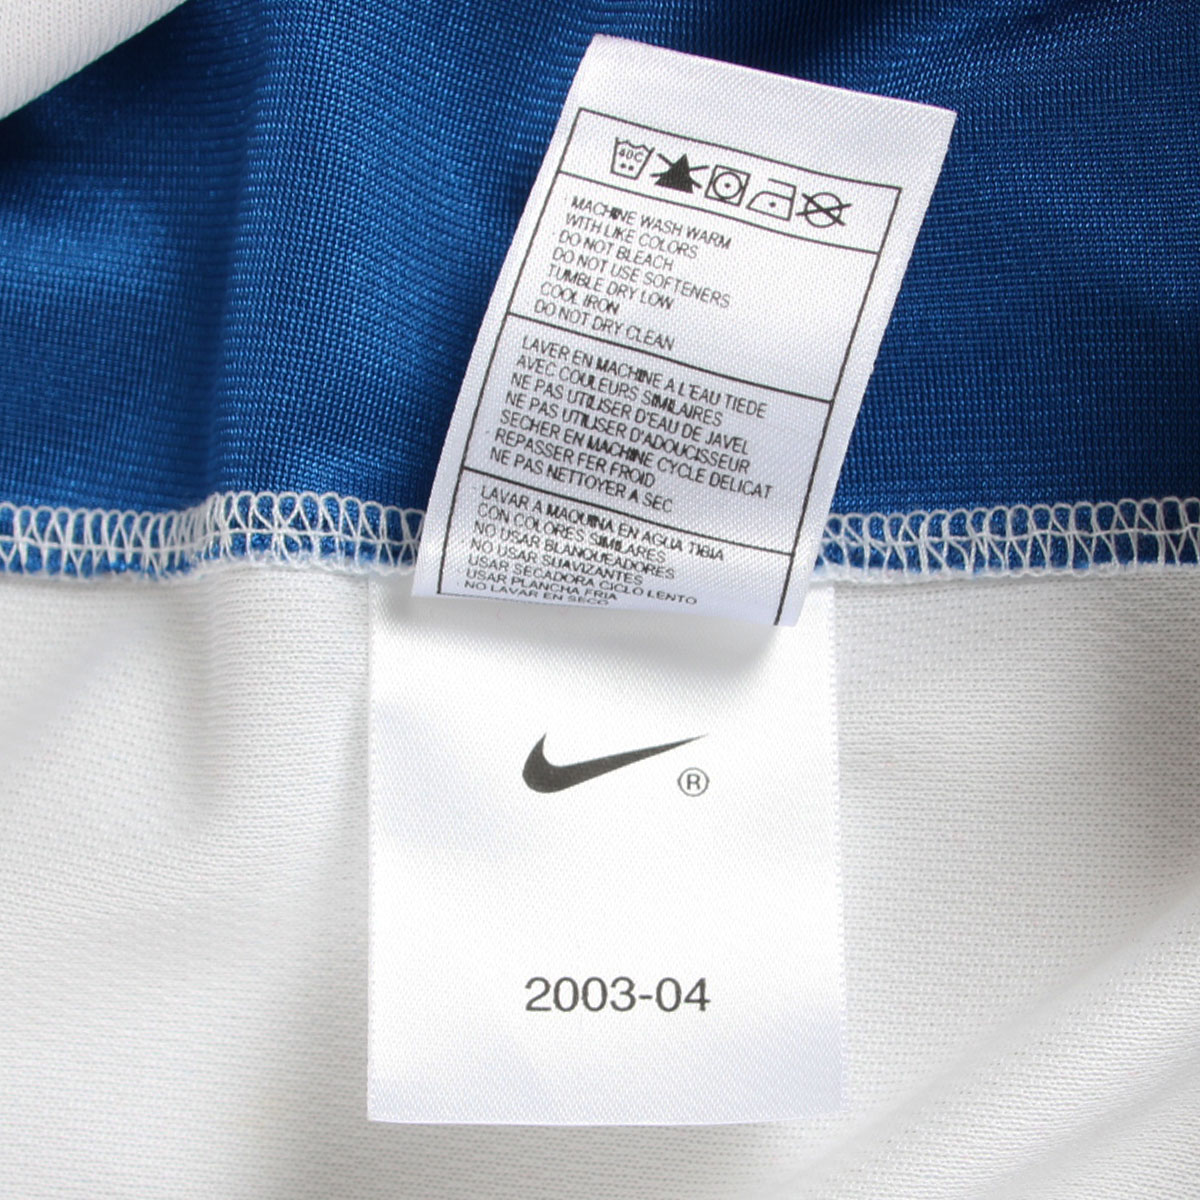 40C
MACHINE WASH WARM
WITH LIKE COLORS
DO NOT BLEACH
DO NOT USE SOFTENERS
TUMBLE DRY LOW
COOL IRON
DO NOT DRY CLEAN
LAVER EN MACHINE A L'EAU TIEDE
AVEC COULEURS SIMILAIRES
NE PAS UTILISER D'EAU DE JAVEL
NE PAS UTILISER D'ADOUCISSEUR
SECHER EN MACHINE CYCLE DELICAT
REPASSER FER FROID
NE PAS NETTOYER A SEC
LAVAR A MAQUINA EN AGUA TIBIA
CON COLORES SIMILARES
NO USAR BLANQUEADORES
NO USAR SUAVIZANTES
USAR SECADORA CICLO LENTO
USAR PLANCHA FRIA
NO LAVAR EN SECO
®
2003-04